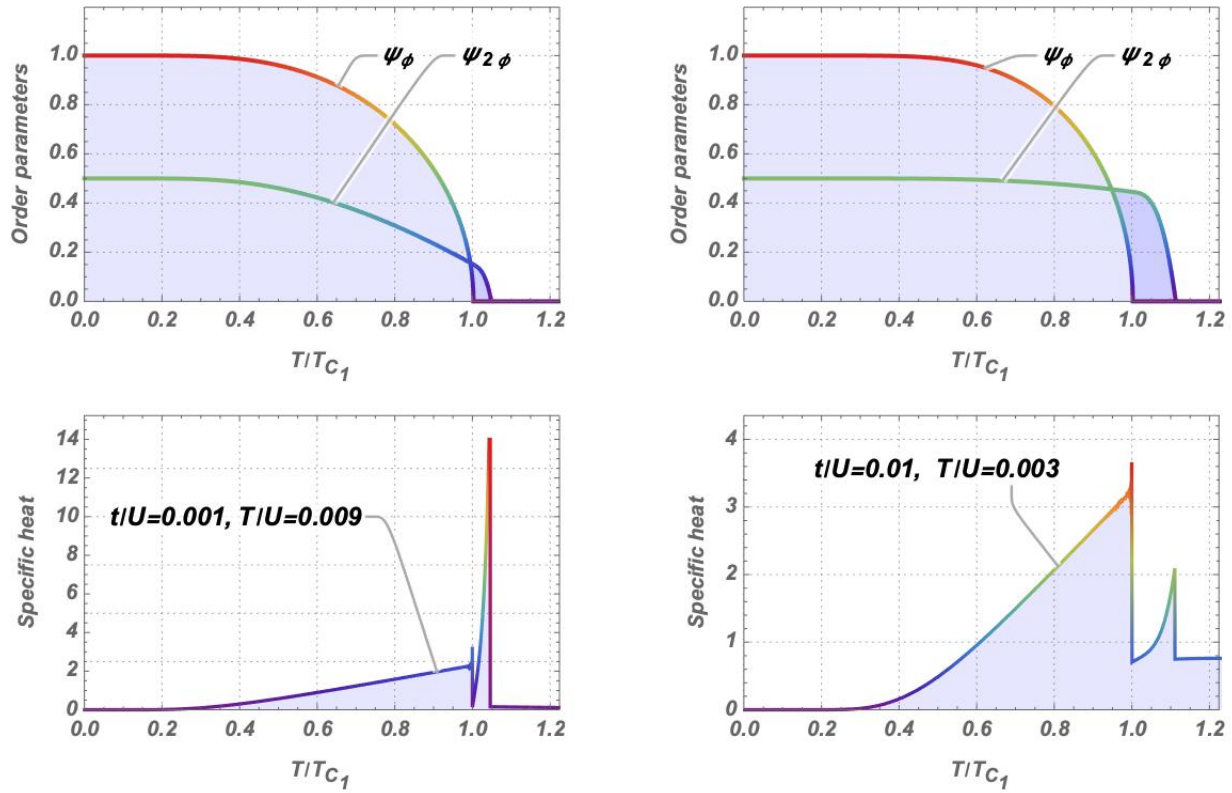 Order parameters
1.0
0.8
0.6
0.4
0.2
0.0
ψϕ ψ2ϕ
0.0 0.2 0.4 0.6 0.8 1.0 1.2
T/TC1
Order parameters
1.0
0.8
0.6
0.4
0.2
0.0
ψϕ ψ2ϕ
0.0 0.2 0.4 0.6 0.8 1.0 1.2
T/TC1
Specific heat
14
12
10
8
6
4
2
0
t/U=0.001, T/U=0.009
0.0 0.2 0.4 0.6 0.8 1.0 1.2
T/TC1
Specific heat
4
3
2
1
0
t/U=0.01, T/U=0.003
0.0 0.2 0.4 0.6 0.8 1.0 1.2
T/TC1